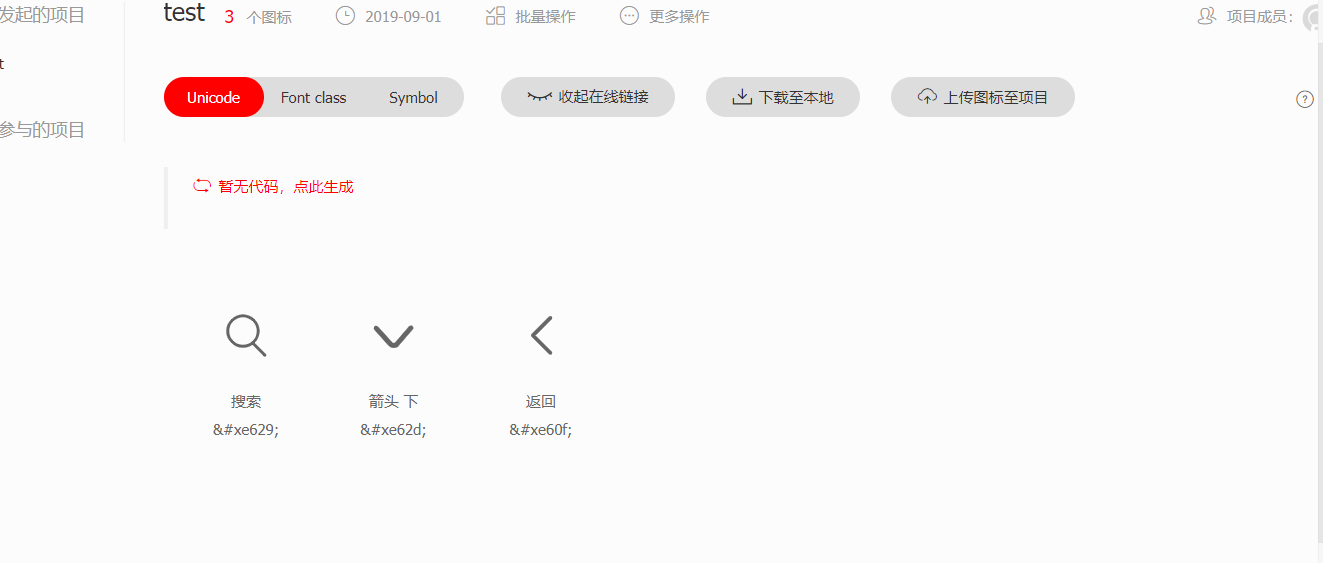 发起的项目
test 3 个图标 2019-09-01 批量操作 更多操作 项目成员：
t
Unicode Font class Symbol 收起在线链接 下载至本地 上传图标至项目 ?
参与的项目
暂无代码，点此生成
搜索 箭头 下 返回
&#xe629; &#xe62d; &#xe60f;